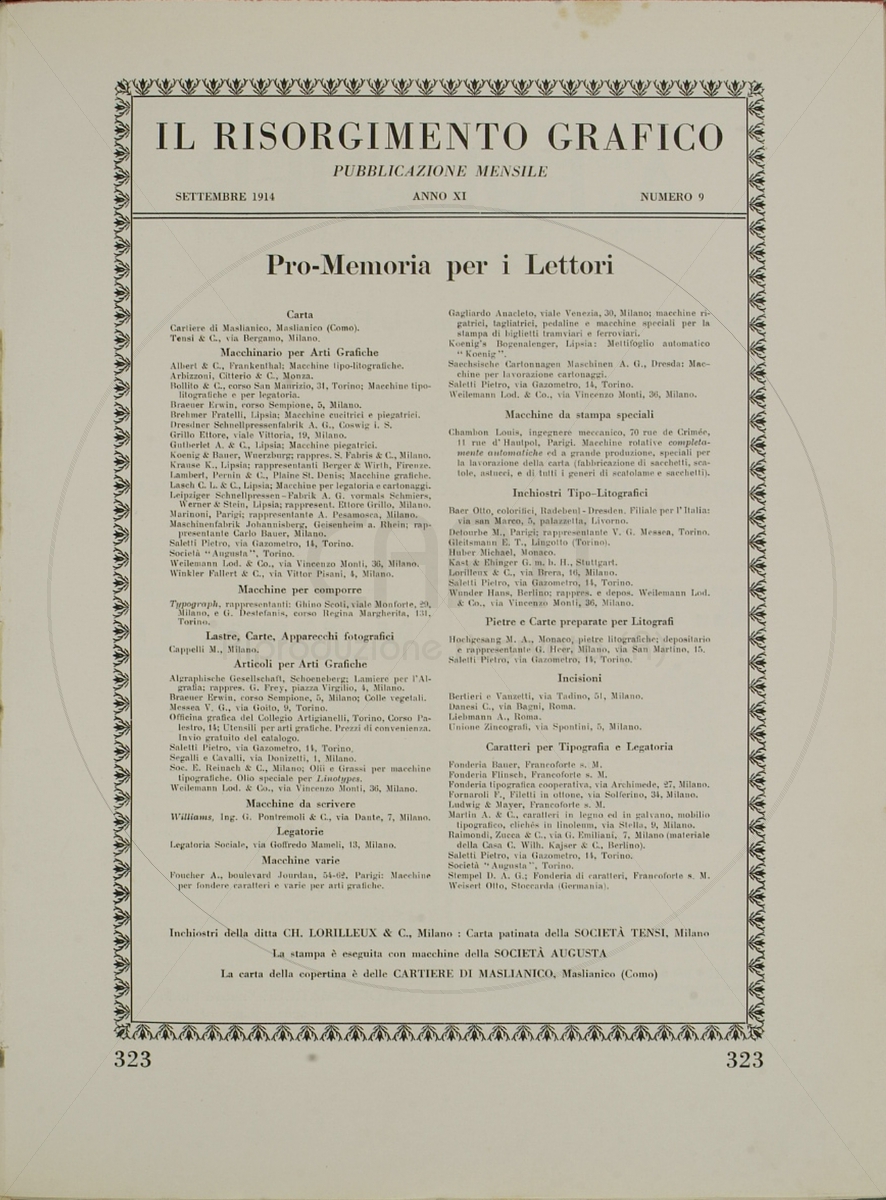 IL RISORGIMENTO GRAFICO
PUBBLICAZIONE MENSILE
SETTEMBRE 1914 ANNO XI NUMERO 9
Pro-Memoria per i Lettori
Carta
Cartiere di Maslianico, Maslianico (Como).
Tensi & C., via Bergamo, Milano.
Macchinario per Arti Grafiche
Albert & C., Frankenthal; Macchine tipo-litografiche.
Arbizzoni, Citterio & C., Monza.
Bollito & C., corso San Maurizio, 31, Torino; Macchine tipo-
litografiche e per legatoria.
Braeuer Erwin, corso Sempione, 5, Milano.
Brehmer Fratelli, Lipsia; Macchine cucitrici e piegatrici.
Dresdner Schnellpressenfabrik A. G., Coswig i. S.
Grillo Ettore, viale Vittoria, 19, Milano.
Gutberlet A. & C., Lipsia; Macchine piegatrici.
Koenig & Bauer, Wuerzburg; rappres. S. Fabris & C., Milano.
Krause K., Lipsia; rappresentanti Berger & Wirth, Firenze.
Lambert, Pernin & C., Plaine St. Denis; Macchine grafiche.
Lasch C. L. & C., Lipsia; Macchine per legatoria e cartonaggi.
Leipziger Schnellpressen-Fabrik A. G. vormals Schmiers,
Werner & Stein, Lipsia; rappresent. Ettore Grillo, Milano.
Marinoni, Parigi; rappresentante A. Pesamosca, Milano.
Maschinenfabrik Johannisberg, Geisenheim a. Rhein; rap-
presentante Carlo Bauer, Milano.
Saletti Pietro, via Gazometro, 14, Torino.
Società "Augusta", Torino.
Weilemann Lod. & Co., via Vincenzo Monti, 36, Milano.
Winkler Fallert & C., via Vittor Pisani, 4, Milano.
Macchine per comporre
Typograph, rappresentanti: Ghino Scoti, viale Monforte, 29,
Milano, e G. Destefanis, corso Regina Margherita, 131,
Torino.
Lastre, Carte, Apparecchi fotografici
Cappelli M., Milano.
Articoli per Arti Grafiche
Algraphische Gesellschaft, Schoeneberg; Lamiere per l'Al-
grafia; rappres. G. Frey, piazza Virgilio, 4, Milano.
Braeuer Erwin, corso Sempione, 5, Milano; Colle vegetali.
Messea V. G., via Goito, 9, Torino.
Officina grafica del Collegio Artigianelli, Torino, Corso Pa-
lestro, 14; Utensili per arti grafiche. Prezzi di convenienza.
Invio gratuito del catalogo.
Saletti Pietro, via Gazometro, 14, Torino.
Segalli e Cavalli, via Donizetti, 1, Milano.
Soc. E. Reinach & C., Milano; Olii e Grassi per macchine
tipografiche. Olio speciale per Linotypes.
Weilemann Lod. & Co., via Vincenzo Monti, 36, Milano.
Macchine da scrivere
Williams, Ing. G. Pontremoli & C., via Dante, 7, Milano.
Legatorie
Legatoria Sociale, via Goffredo Mameli, 13, Milano.
Macchine varie
Foucher A., boulevard Jourdan, 54-62, Parigi: Macchine
per fondere caratteri e varie per arti grafiche.
Gagliardo Anacleto, viale Venezia, 30, Milano; macchine ri-
gatrici, tagliatrici, pedaline e macchine speciali per la
stampa di biglietti tramviari e ferroviari.
Koenig's Bogenalenger, Lipsia: Mettifoglio automatico
"Koenig".
Saechsische Cartonnagen Maschinen A. G., Dresda: Mac-
chine per lavorazione cartonaggi.
Saletti Pietro, via Gazometro, 14, Torino.
Weilemann Lod. & Co., via Vincenzo Monti, 36, Milano.
Macchine da stampa speciali
Chambon Louis, ingegnere meccanico, 70 rue de Crimée,
11 rue d'Hautpol, Parigi. Macchine rotative completa-
mente automatiche ed a grande produzione, speciali per
la lavorazione della carta (fabbricazione di sacchetti, sca-
tole, astucci, e di tutti i generi di scatolame e sacchetti).
Inchiostri Tipo-Litografici
Baer Otto, colorifici, Radebeul-Dresden. Filiale per l'Italia:
via san Marco, 5, palazzetta, Livorno.
Detourbe M., Parigi; rappresentante V. G. Messea, Torino.
Gleitsmann E. T., Lingotto (Torino).
Huber Michael, Monaco.
Kast & Ehinger G. m. b. H., Stuttgart.
Lorilleux & C., via Brera, 16, Milano.
Saletti Pietro, via Gazometro, 14, Torino.
Wunder Hans, Berlino; rappres. e depos. Weilemann Lod.
& Co., via Vincenzo Monti, 36, Milano.
Pietre e Carte preparate per Litografi
Hochgesang M. A., Monaco, pietre litografiche; depositario
e rappresentante G. Heer, Milano, via San Martino, 15.
Saletti Pietro, via Gazometro, 14, Torino.
Incisioni
Bertieri e Vanzetti, via Tadino, 51, Milano.
Danesi C., via Bagni, Roma.
Liebmann A., Roma.
Unione Zincografi, via Spontini, 5, Milano.
Caratteri per Tipografia e Legatoria
Fonderia Bauer, Francoforte s. M.
Fonderia Flinsch, Francoforte s. M.
Fonderia tipografica cooperativa, via Archimede, 27, Milano.
Fornaroli F., Filetti in ottone, via Solferino, 34, Milano.
Ludwig & Mayer, Francoforte s. M.
Martin A. & C., caratteri in legno ed in galvano, mobilio
tipografico, clichés in linoleum, via Stella, 9, Milano.
Raimondi, Zucca & C., via G. Emiliani, 7, Milano (materiale
della Casa C. Wilh. Kajser & C., Berlino).
Saletti Pietro, via Gazometro, 14, Torino.
Società "Augusta", Torino.
Stempel D. A. G.; Fonderia di caratteri, Francoforte s. M.
Weisert Otto, Stoccarda (Germania).
Inchiostri della ditta CH. LORILLEUX & C., Milano : Carta patinata della SOCIETÀ TENSI, Milano
La stampa è eseguita con macchine della SOCIETÀ AUGUSTA
La carta della copertina è delle CARTIERE DI MASLIANICO, Maslianico (Como)
323 323